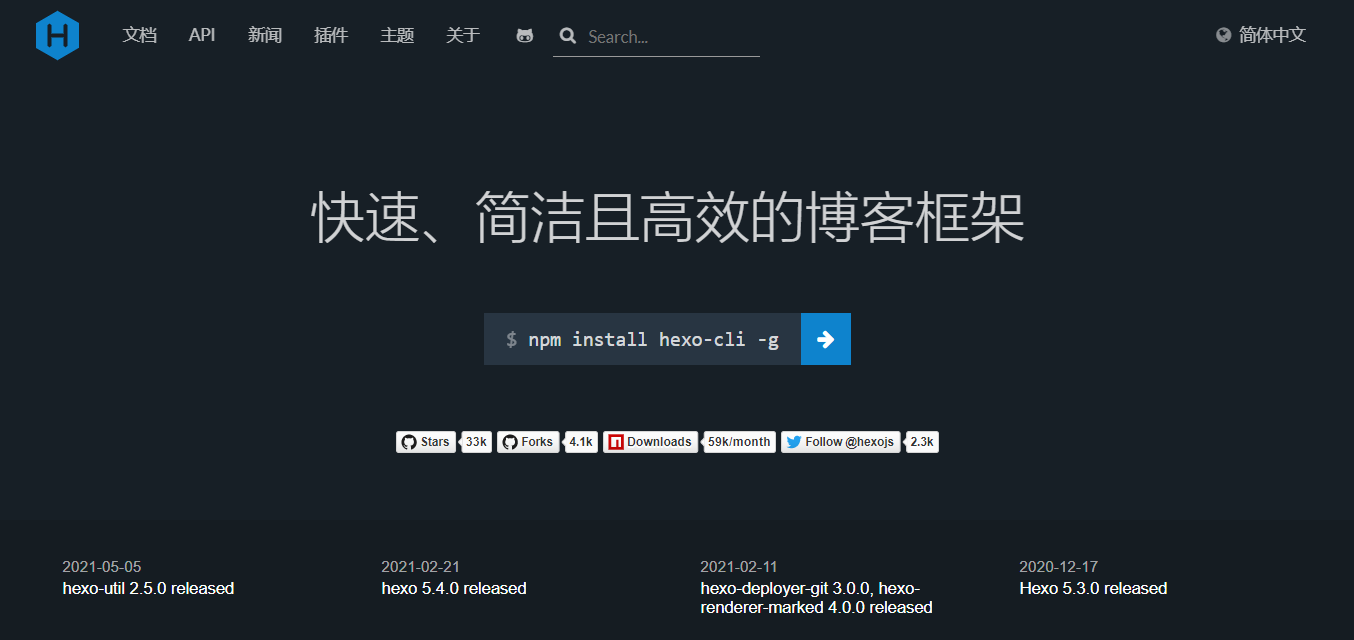 H 文档 API 新闻 插件 主题 关于 Search... 简体中文
快速、简洁且高效的博客框架
$ npm install hexo-cli -g
Stars 33k Forks 4.1k Downloads 59k/month Follow @hexojs 2.3k
2021-05-05
hexo-util 2.5.0 released
2021-02-21
hexo 5.4.0 released
2021-02-11
hexo-deployer-git 3.0.0, hexo-
renderer-marked 4.0.0 released
2020-12-17
Hexo 5.3.0 released